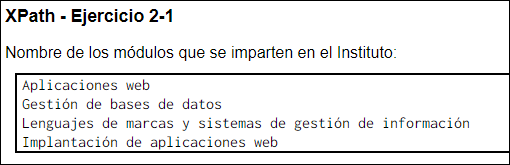 XPath - Ejercicio 2-1
Nombre de los módulos que se imparten en el Instituto:
Aplicaciones web
Gestión de bases de datos
Lenguajes de marcas y sistemas de gestión de información
Implantación de aplicaciones web